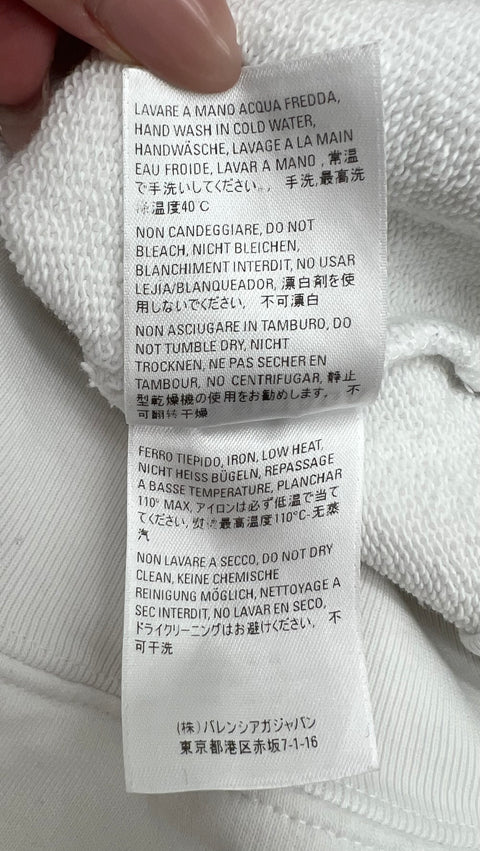 LAVARE A MANO ACQUA FREDDA,
HAND WASH IN COLD WATER,
HANDWÄSCHE, LAVAGE A LA MAIN
EAU FROIDE, LAVAR A MANO , 常温
で手洗いしてください。, 手洗,最高洗
涤温度40℃
NON CANDEGGIARE, DO NOT
BLEACH, NICHT BLEICHEN,
BLANCHIMENT INTERDIT, NO USAR
LEJIA/BLANQUEADOR, 漂白剤を使
用しないでください, 不可漂白
NON ASCIUGARE IN TAMBURO, DO
NOT TUMBLE DRY, NICHT
TROCKNEN, NE PAS SECHER EN
TAMBOUR, NO CENTRIFUGAR, 静止
型乾燥機の使用をお勧めします. 不
可翻转干燥
FERRO TIEPIDO, IRON, LOW HEAT,
NICHT HEISS BÜGELN, REPASSAGE
A BASSE TEMPERATURE, PLANCHAR
110° MAX, アイロンは必ず低温で当て
てください, 熨烫最高温度110°C-无蒸
汽
NON LAVARE A SECCO, DO NOT DRY
CLEAN, KEINE CHEMISCHE
REINIGUNG MÖGLICH, NETTOYAGE A
SEC INTERDIT, NO LAVAR EN SECO,
ドライクリーニングはお避けください, 不
可干洗
(株)バレンシアガジャパン
東京都港区赤坂7-1-16